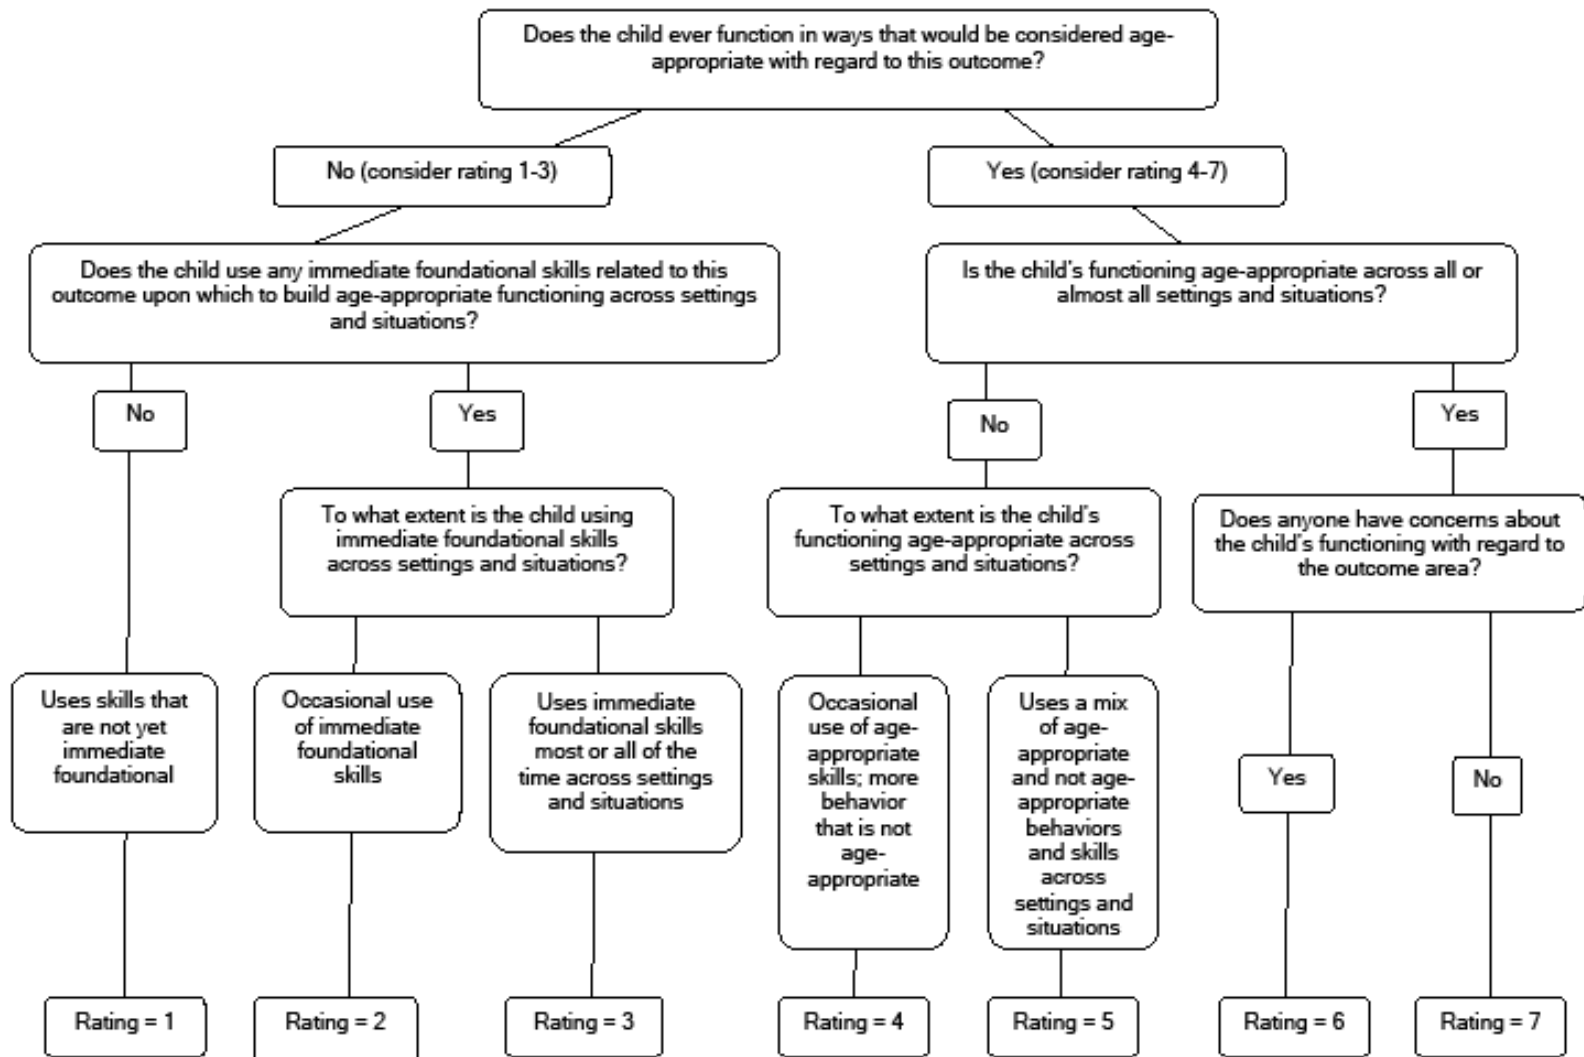 Does the child ever function in ways that would be considered age-
appropriate with regard to this outcome?
No (consider rating 1-3)
Yes (consider rating 4-7)
Does the child use any immediate foundational skills related to this
outcome upon which to build age-appropriate functioning across settings
and situations?
Is the child's functioning age-appropriate across all or
almost all settings and situations?
No
Yes
No
Yes
To what extent is the child using
immediate foundational skills
across settings and situations?
To what extent is the child's
functioning age-appropriate across
settings and situations?
Does anyone have concerns about
the child's functioning with regard to
the outcome area?
Uses skills that
are not yet
immediate
foundational
Occasional use
of immediate
foundational
skills
Uses immediate
foundational skills
most or all of the
time across settings
and situations
Occasional
use of age-
appropriate
skills; more
behavior
that is not
age-
appropriate
Uses a mix
of age-
appropriate
and not age-
appropriate
behaviors
and skills
across
settings and
situations
Yes
No
Rating = 1
Rating = 2
Rating = 3
Rating = 4
Rating = 5
Rating = 6
Rating = 7